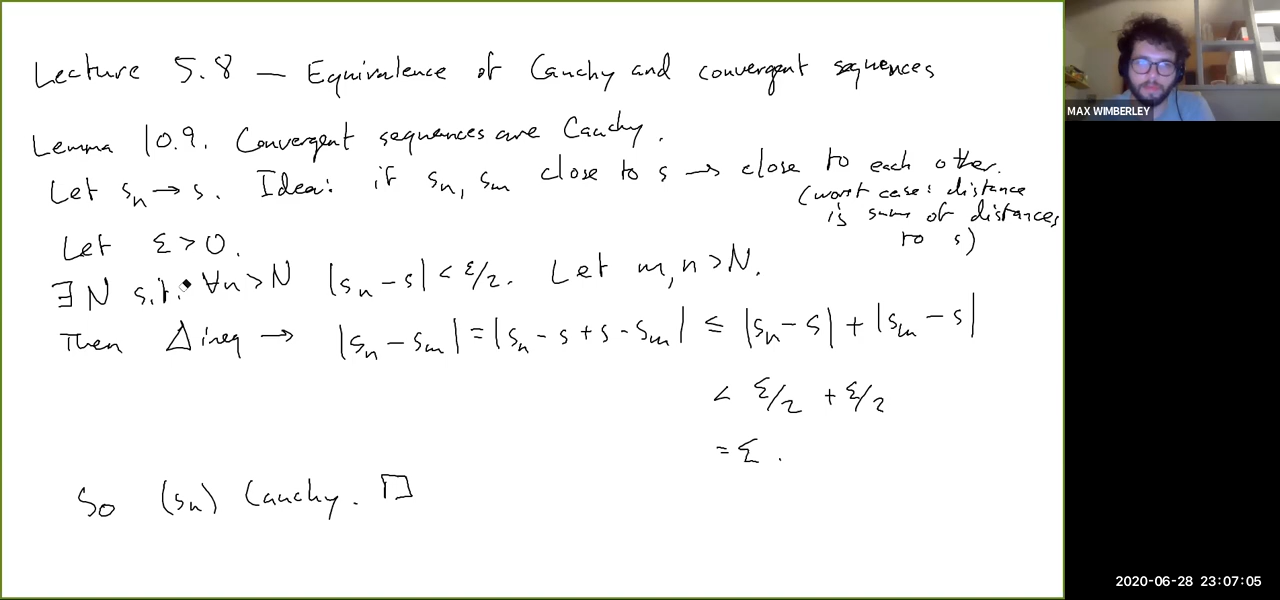 Lecture 5.8 — Equivalence of Cauchy and convergent sequences
Lemma 10.9. Convergent sequences are Cauchy.
Let sₙ → s. Idea: if sₙ, sₘ close to s → close to each other.
(worst case: distance
is sum of distances
to s)
Let ε > 0.
∃ N s.t. ∀n > N |sₙ - s| < ε/2. Let m, n > N.
Then Δ ineq → |sₙ - sₘ| = |sₙ - s + s - sₘ| ≤ |sₙ - s| + |sₘ - s|
< ε/2 + ε/2
= ε.
So (sₙ) Cauchy. □
MAX WIMBERLEY
2020-06-28 23:07:05